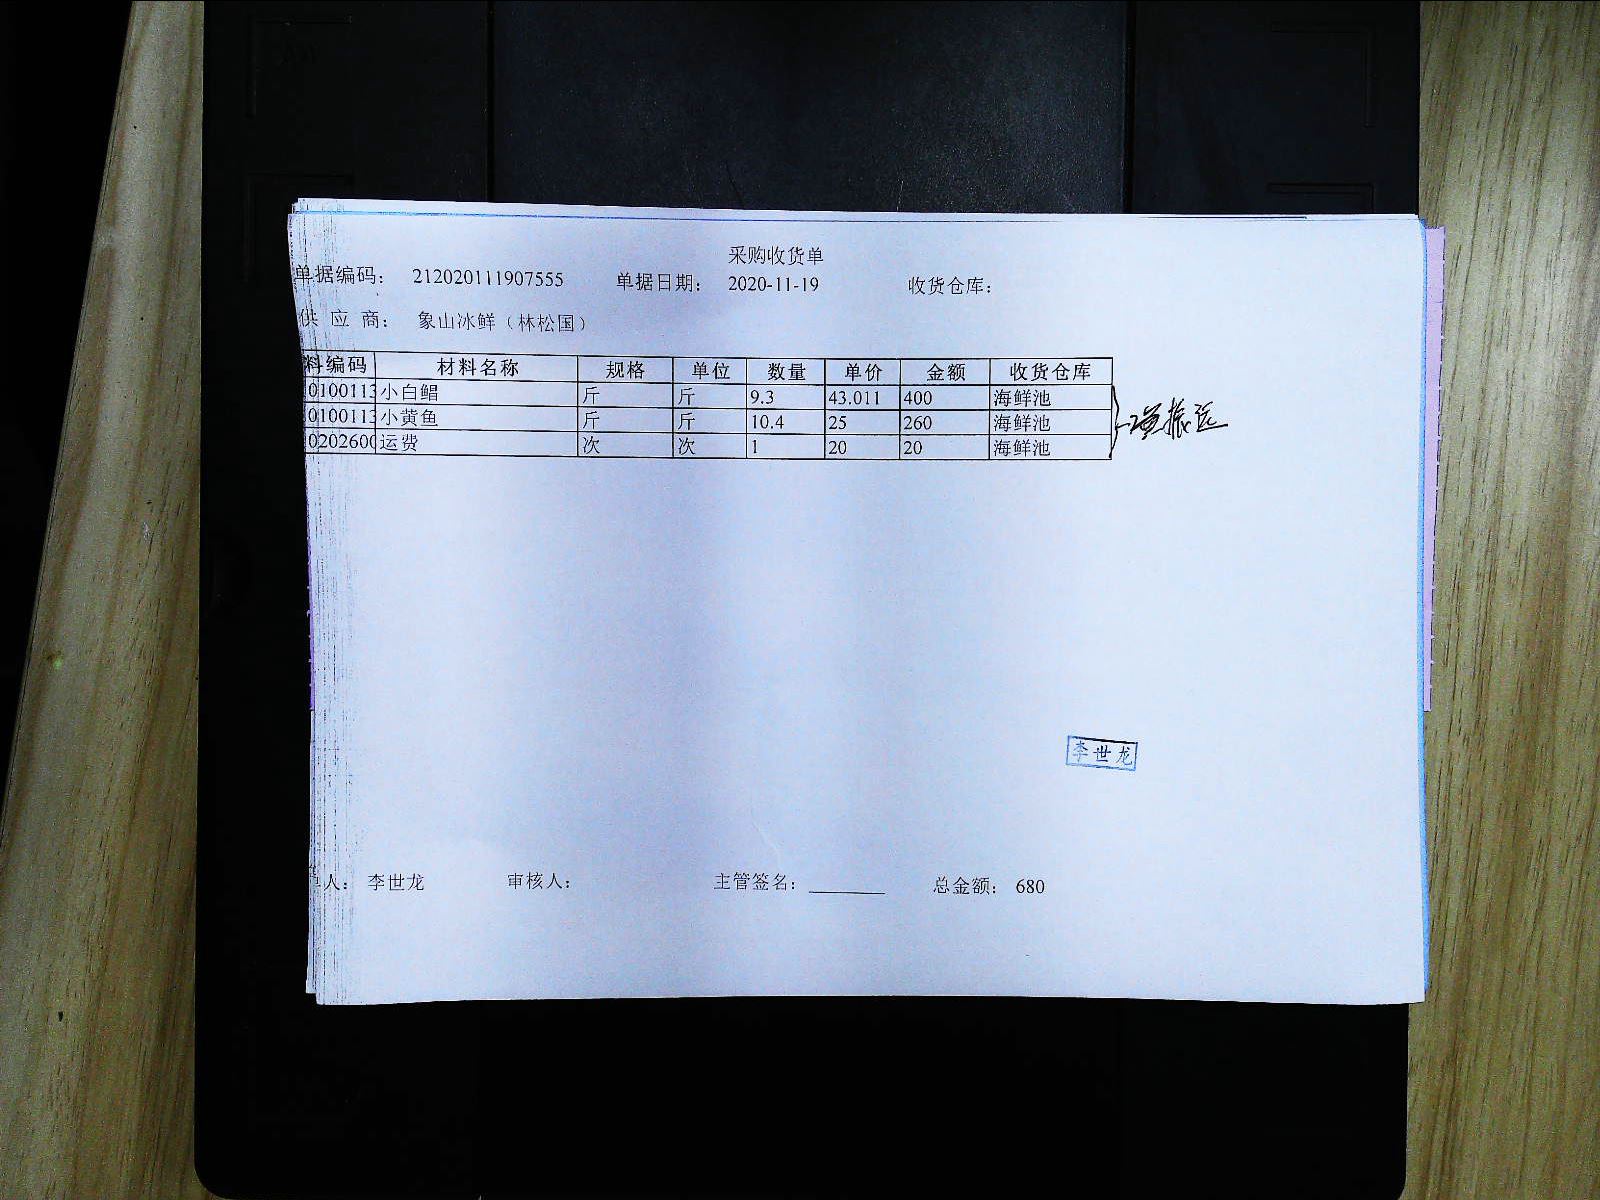 采购收货单
单据编码： 212020111907555 单据日期： 2020-11-19 收货仓库：
供 应 商： 象山冰鲜（林松国）
料编码 材料名称 规格 单位 数量 单价 金额 收货仓库
0100113 小白鲳 斤 斤 9.3 43.011 400 海鲜池
0100113 小黄鱼 斤 斤 10.4 25 260 海鲜池
0202600 运费 次 次 1 20 20 海鲜池
振远
李世龙
人： 李世龙 审核人： 主管签名： 总金额： 680